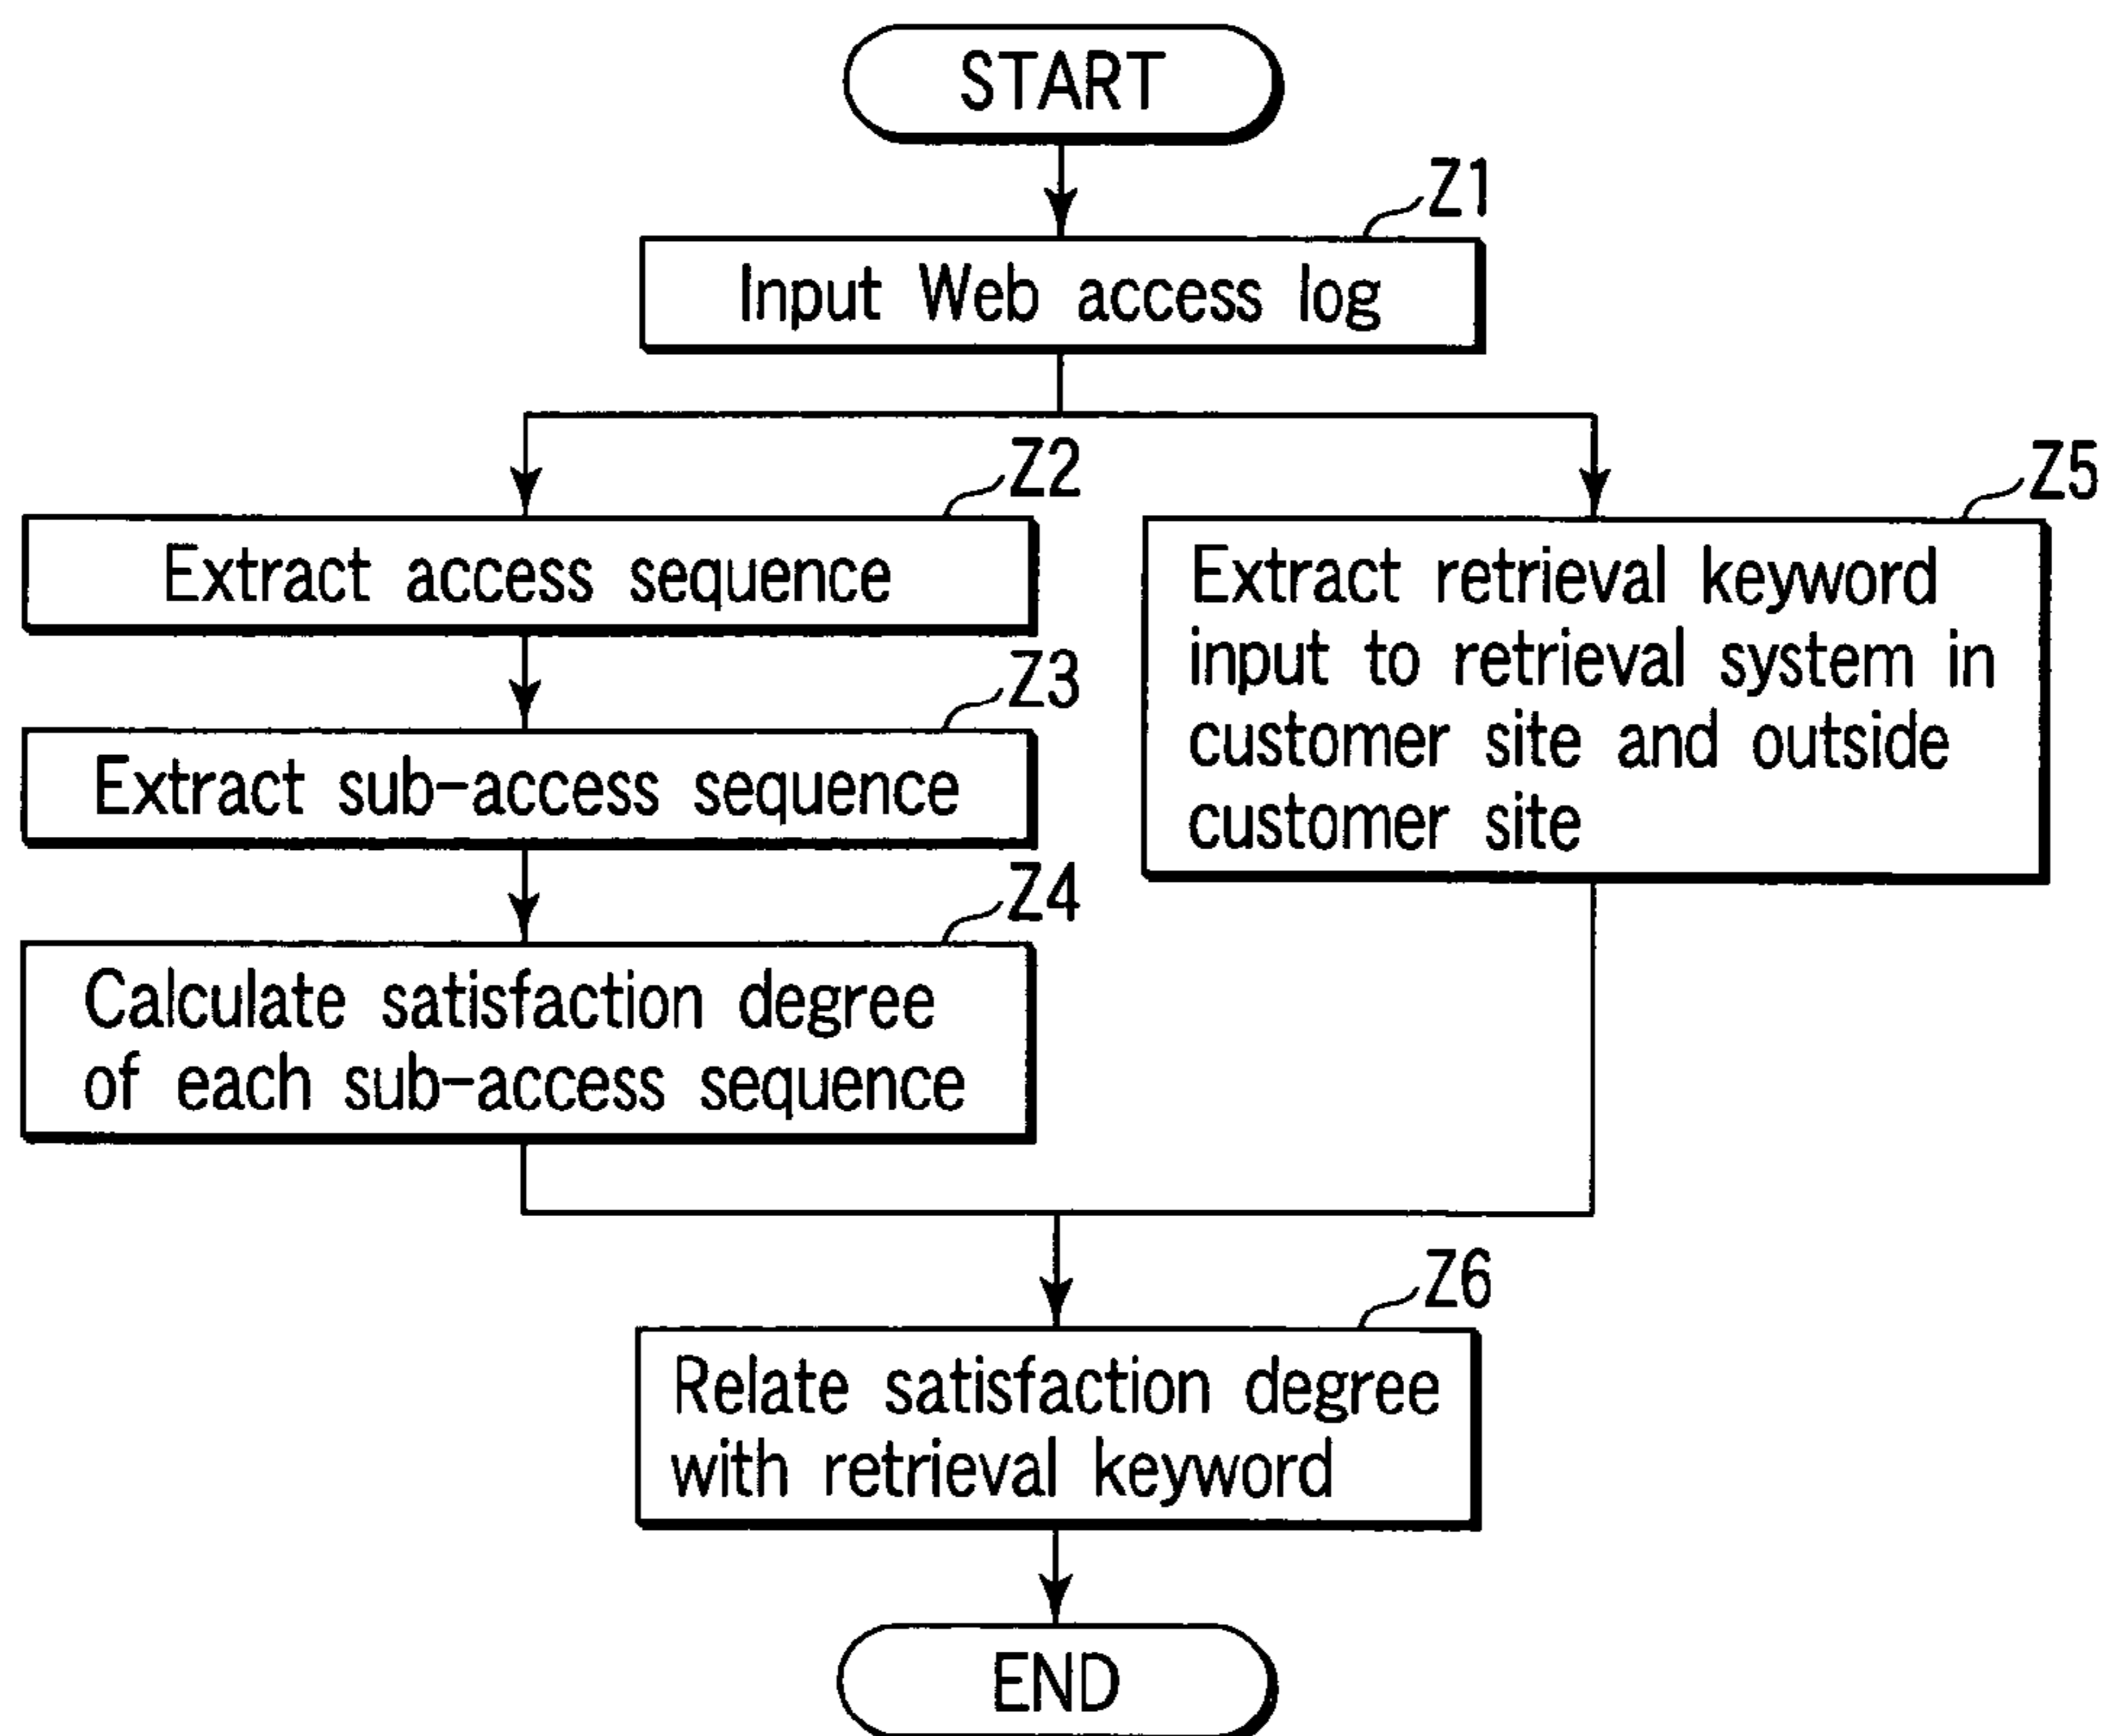 START
Z1
Input Web access log
Z2
Extract access sequence
Z3
Extract sub-access sequence
Z4
Calculate satisfaction degree
of each sub-access sequence
Z5
Extract retrieval keyword
input to retrieval system in
customer site and outside
customer site
Z6
Relate satisfaction degree
with retrieval keyword
END